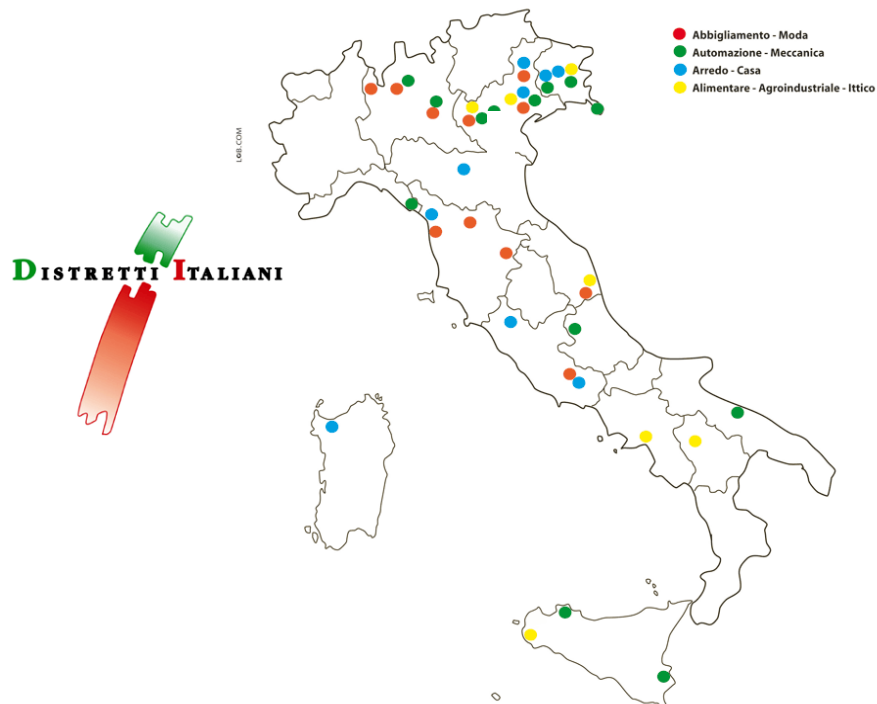 Abbigliamento - Moda
Automazione - Meccanica
Arredo - Casa
Alimentare - Agroindustriale - Ittico
LOB.COM
DISTRETTI ITALIANI